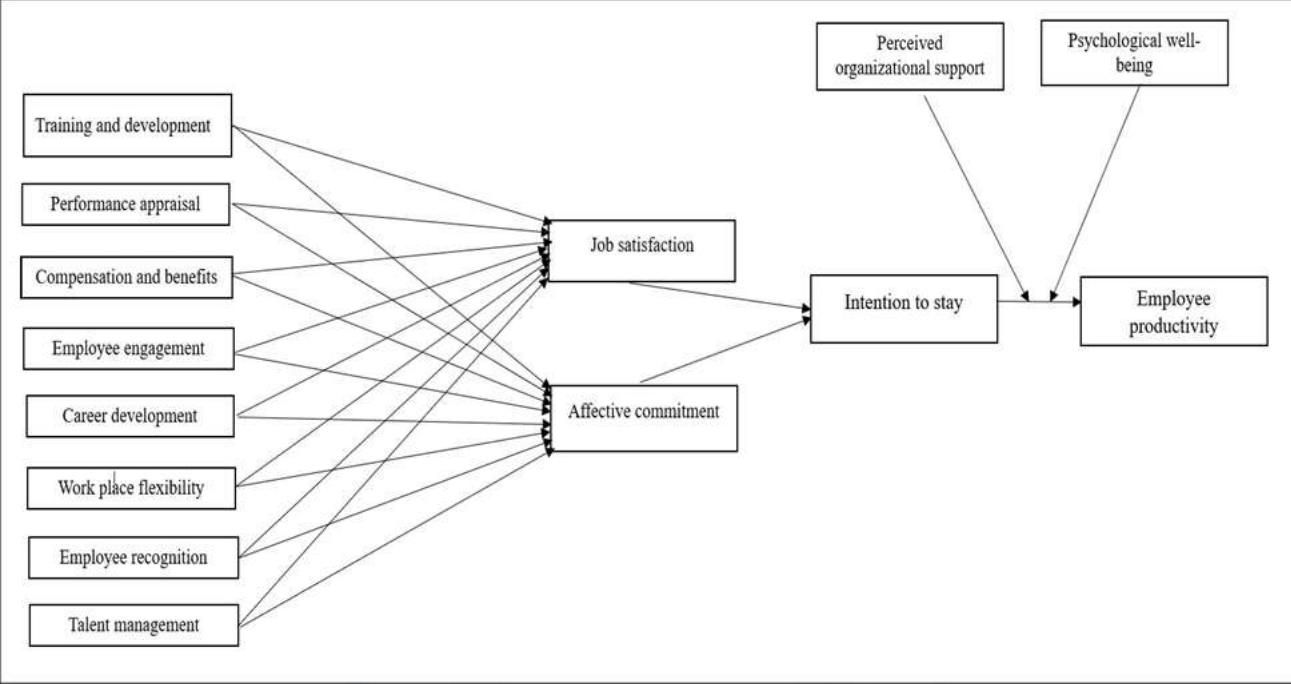 Perceived
organizational support
Psychological well-
being
Training and development
Performance appraisal
Compensation and benefits
Employee engagement
Career development
Work place flexibility
Employee recognition
Talent management
Job satisfaction
Affective commitment
Intention to stay
Employee
productivity